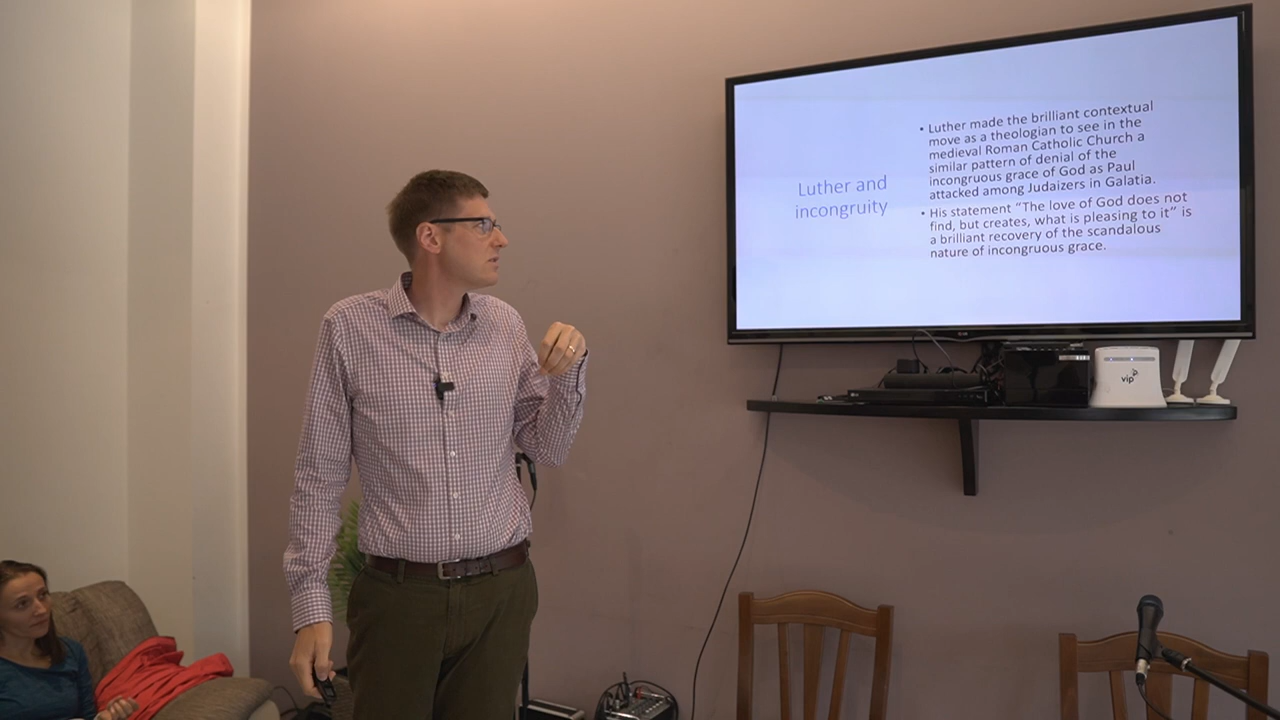 Luther and
incongruity
• Luther made the brilliant contextual
move as a theologian to see in the
medieval Roman Catholic Church a
similar pattern of denial of the
incongruous grace of God as Paul
attacked among Judaizers in Galatia.
• His statement “The love of God does not
find, but creates, what is pleasing to it” is
a brilliant recovery of the scandalous
nature of incongruous grace.
vip